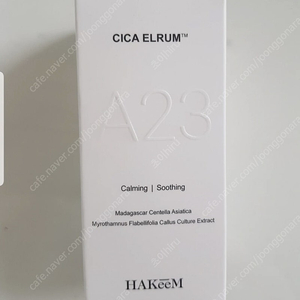 CICA ELRUM™
A23
Calming | Soothing
Madagascar Centella Asiatica
Myrothamnus Flabellifolia Callus Culture Extract
HAKeeM